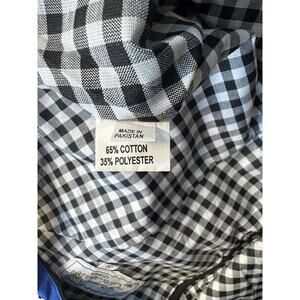 MADE IN
PAKISTAN
65% COTTON
35% POLYESTER